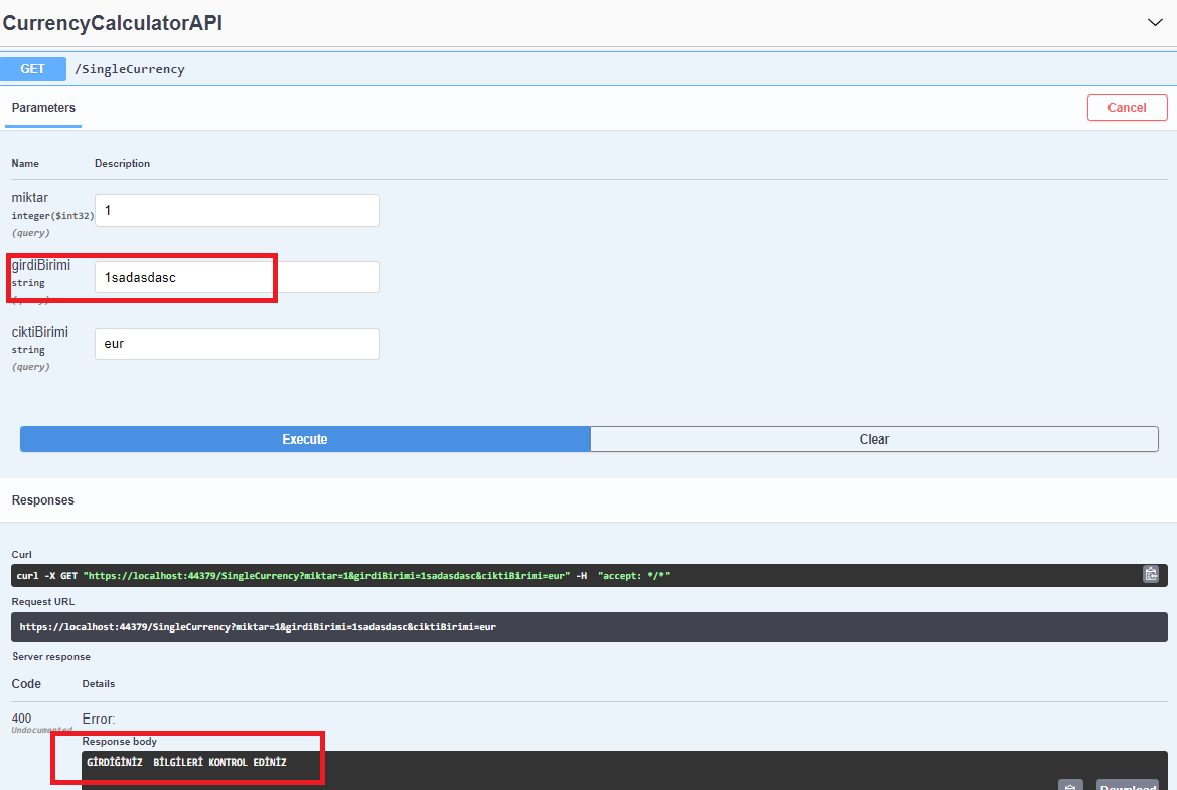 CurrencyCalculatorAPI
GET /SingleCurrency
Parameters Cancel
Name Description
miktar
integer($int32)
(query)
1
girdiBirimi
string
(query)
1sadasdasc
ciktiBirimi
string
(query)
eur
Execute Clear
Responses
Curl
curl -X GET "https://localhost:44379/SingleCurrency?miktar=1&girdiBirimi=1sadasdasc&ciktiBirimi=eur" -H "accept: */*"
Request URL
https://localhost:44379/SingleCurrency?miktar=1&girdiBirimi=1sadasdasc&ciktiBirimi=eur
Server response
Code Details
400
Undocumented
Error:
Response body
GİRDİĞİNİZ BİLGİLERİ KONTROL EDİNİZ
Download